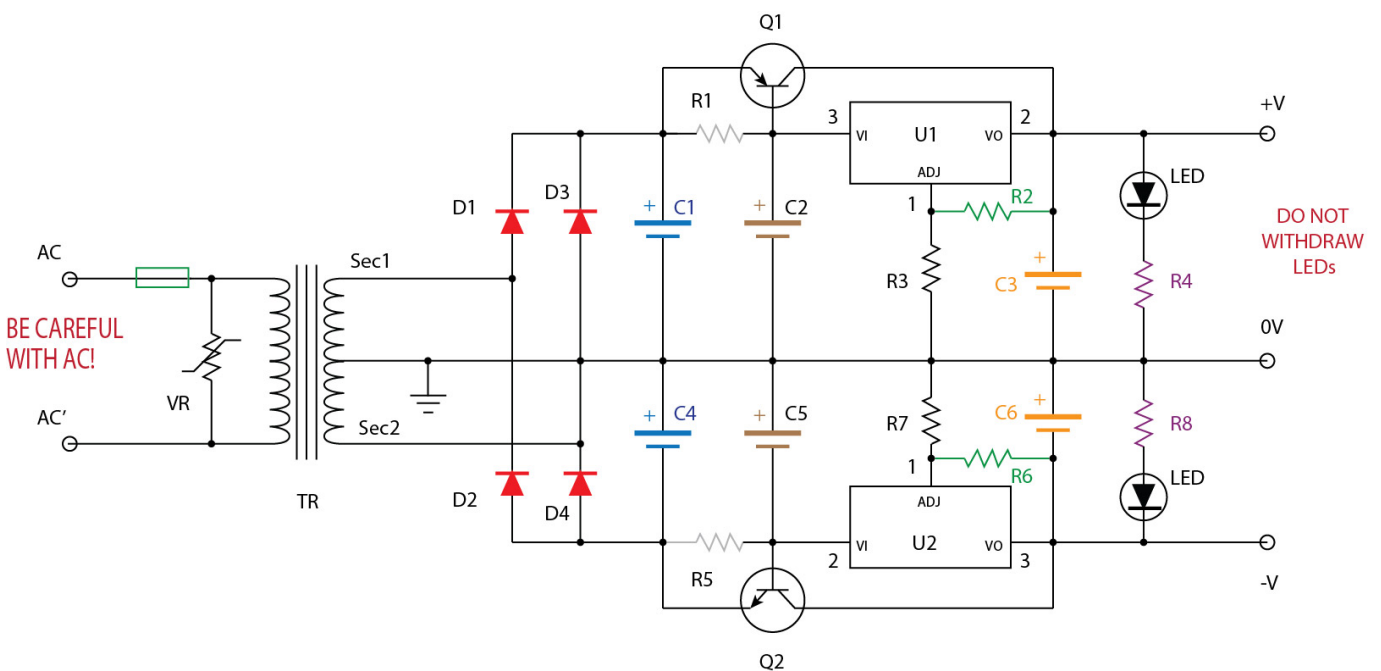 Q1
R1
3
VI
U1
VO
2
+V
ADJ
LED
D1
D3
+
C1
+
C2
1
R2
DO NOT
WITHDRAW
LEDs
AC
Sec1
R3
C3
+
R4
BE CAREFUL
WITH AC!
VR
0V
AC'
Sec2
+
C4
+
C5
R7
C6
+
R8
1
R6
TR
D2
D4
ADJ
LED
R5
2
VI
U2
VO
3
-V
Q2